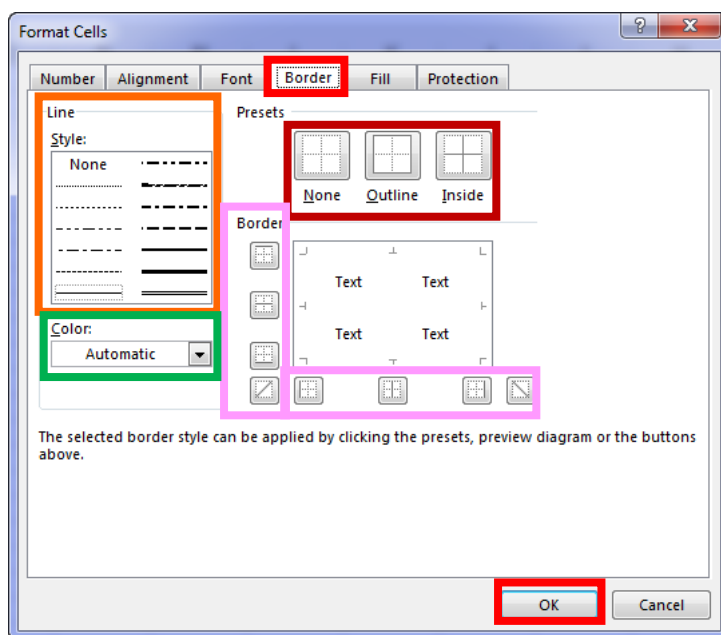 Format Cells
?
X
Number Alignment Font Border Fill Protection
Line
Style:
None
Color:
Automatic
Presets
None Outline Inside
Border
Text Text
Text Text
The selected border style can be applied by clicking the presets, preview diagram or the buttons
above.
OK Cancel